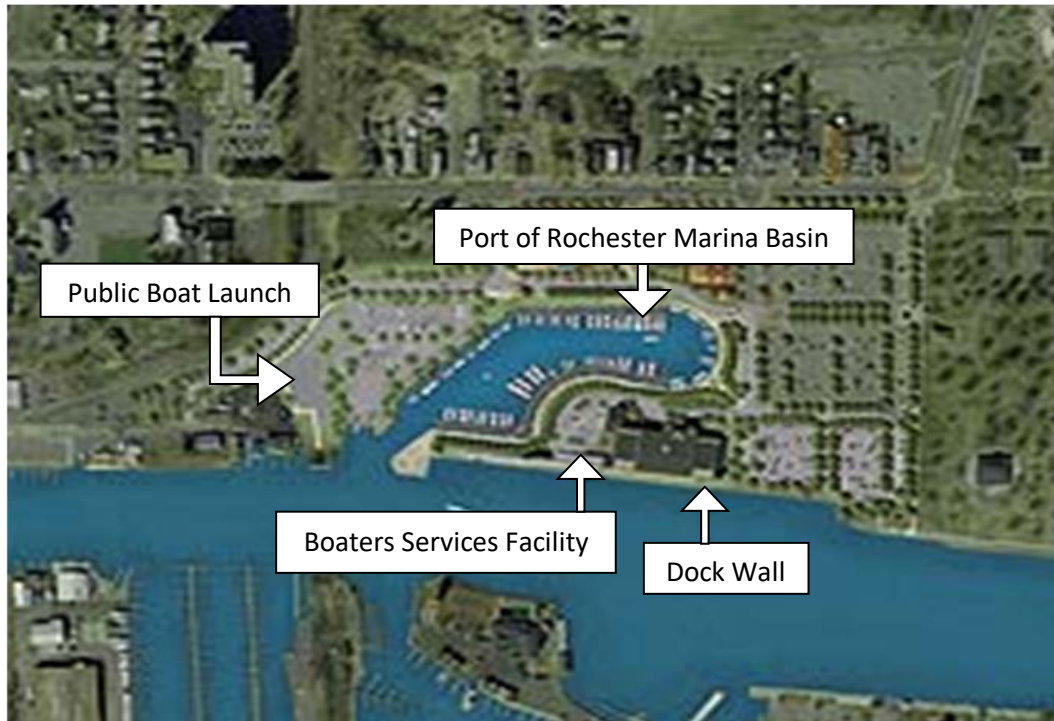 Port of Rochester Marina Basin
Public Boat Launch
Boaters Services Facility
Dock Wall